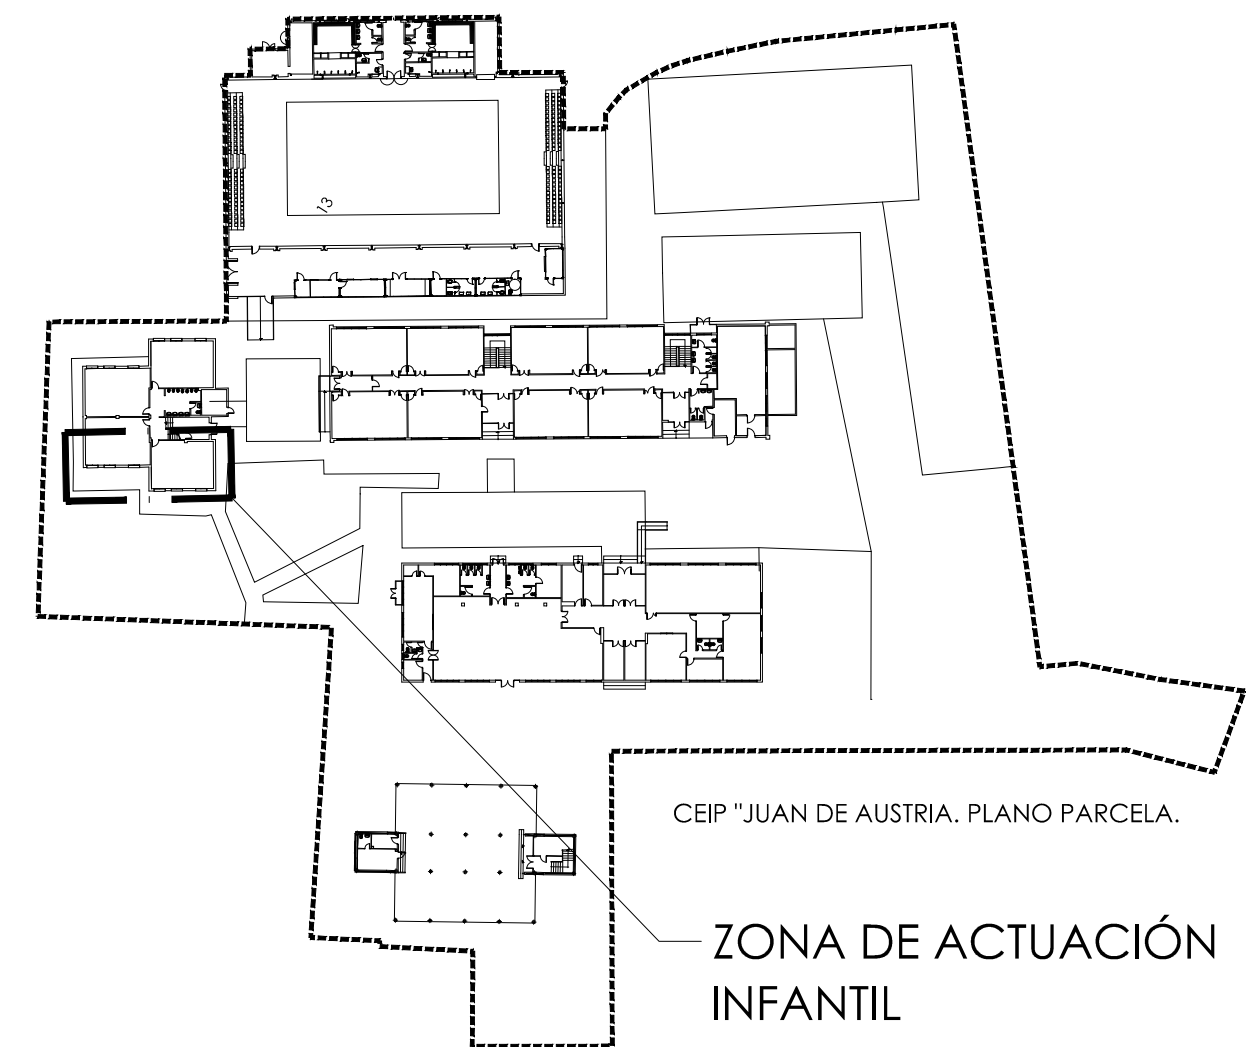 13
CEIP "JUAN DE AUSTRIA. PLANO PARCELA.
ZONA DE ACTUACIÓN
INFANTIL